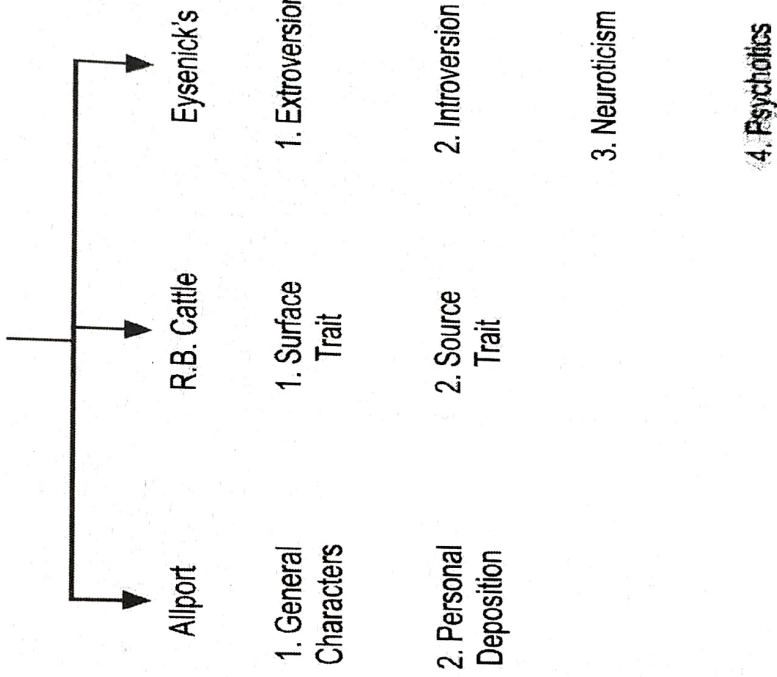 Allport
1. General
Characters
2. Personal
Deposition
R.B. Cattle
1. Surface
Trait
2. Source
Trait
Eysenick's
1. Extroversion
2. Introversion
3. Neuroticism
4. Psychotics